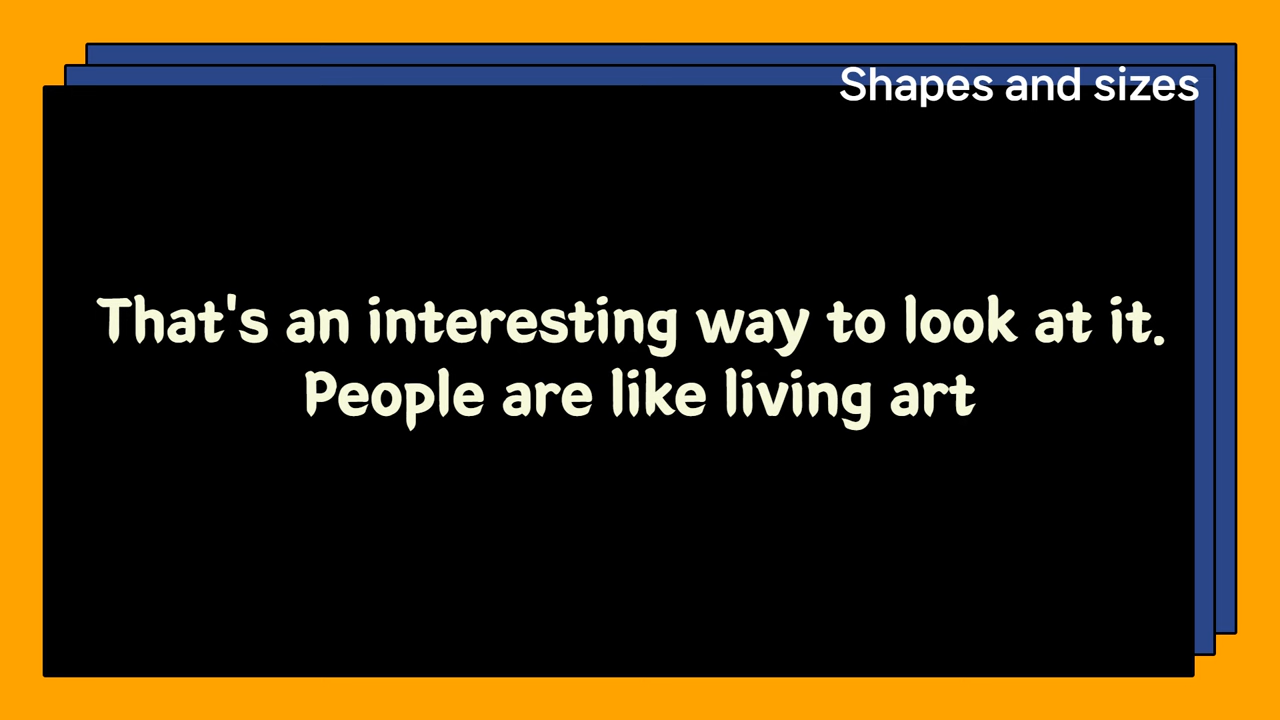 Shapes and sizes
That's an interesting way to look at it.
People are like living art